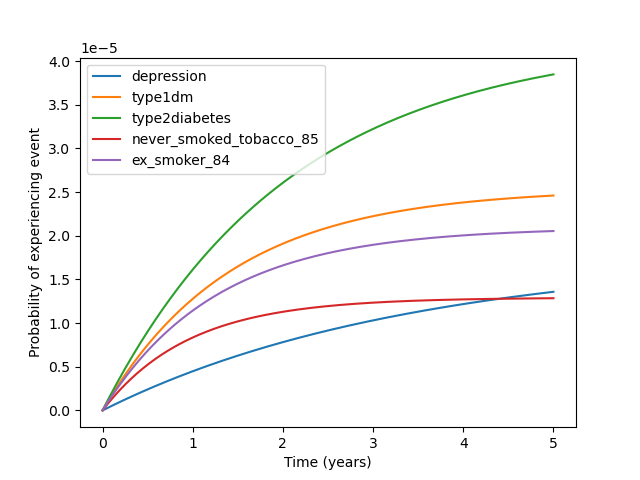 1e−5
4.0
3.5
3.0
2.5
2.0
1.5
1.0
0.5
0.0
Probability of experiencing event
depression
type1dm
type2diabetes
never_smoked_tobacco_85
ex_smoker_84
0 1 2 3 4 5
Time (years)